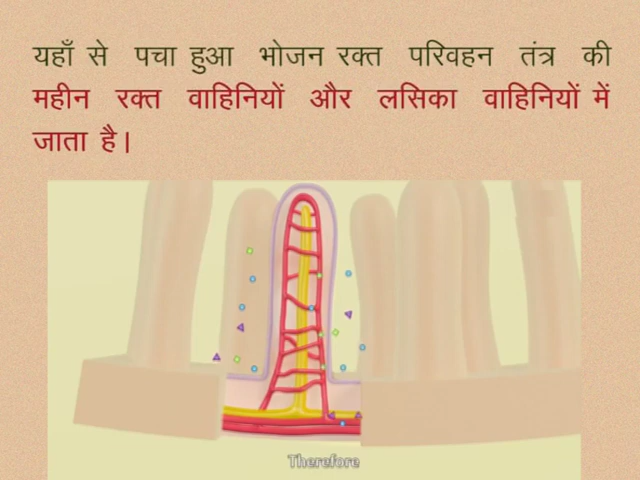 यहाँ से पचा हुआ भोजन रक्त परिवहन तंत्र की
महीन रक्त वाहिनियों और लसिका वाहिनियों में
जाता है।
Therefore